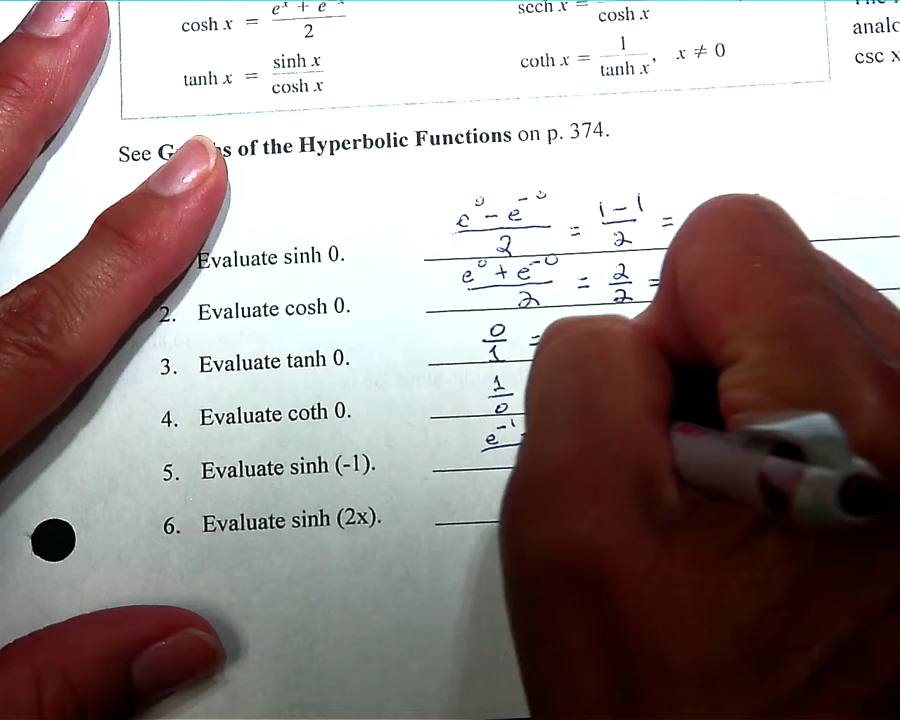 cosh x = (eˣ + e⁻)/2 sech x = /cosh x
tanh x = sinh x/cosh x coth x = 1/tanh x, x ≠ 0
analo
csc x
See G s of the Hyperbolic Functions on p. 374.
Evaluate sinh 0. (e⁰ - e⁻⁰)/2 = (1-1)/2 =
2. Evaluate cosh 0. (e⁰ + e⁻⁰)/2 = 2/2 =
3. Evaluate tanh 0. 0/1 =
4. Evaluate coth 0. 1/0
5. Evaluate sinh (-1). e⁻¹
6. Evaluate sinh (2x).